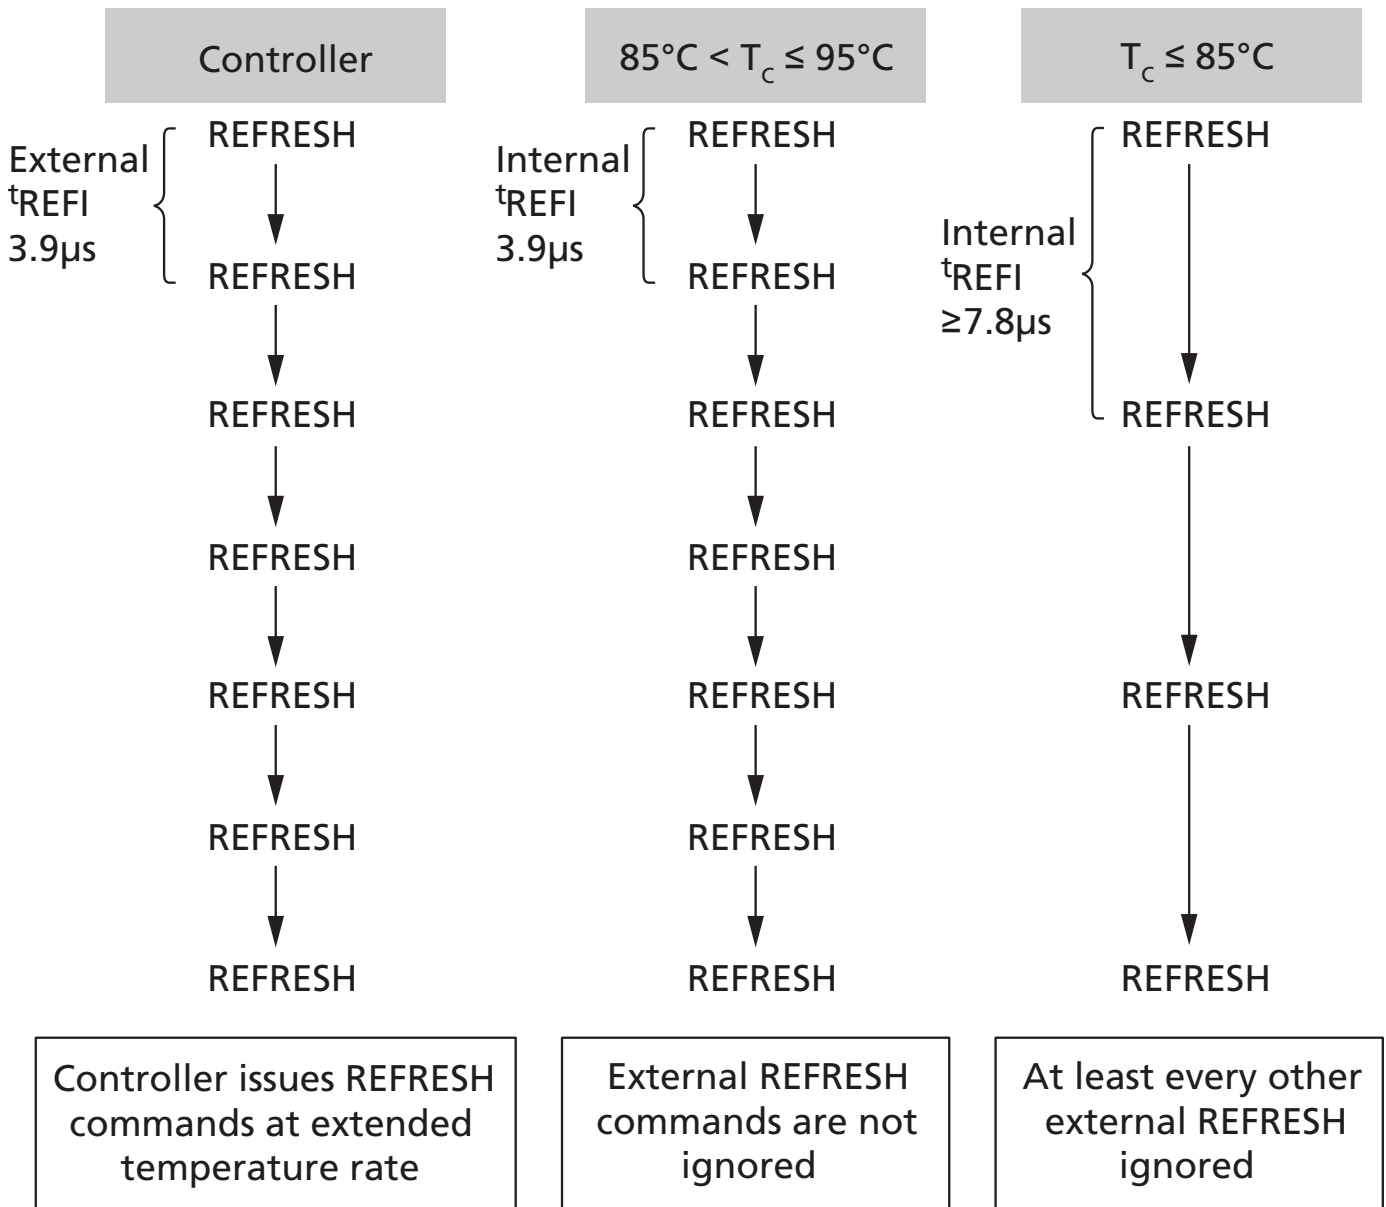 Controller
85°C < Tc ≤ 95°C
Tc ≤ 85°C
External
tREFI
3.9µs
REFRESH
REFRESH
REFRESH
REFRESH
REFRESH
REFRESH
REFRESH
Controller issues REFRESH
commands at extended
temperature rate
Internal
tREFI
3.9µs
REFRESH
REFRESH
REFRESH
REFRESH
REFRESH
REFRESH
REFRESH
External REFRESH
commands are not
ignored
Internal
tREFI
≥7.8µs
REFRESH
REFRESH
REFRESH
REFRESH
At least every other
external REFRESH
ignored